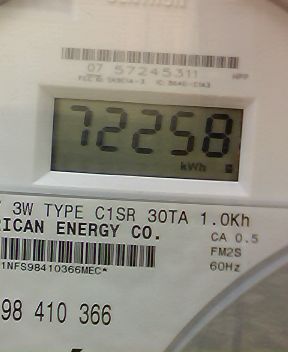 07 57245311
72258
kWh
3W TYPE C1SR 30TA 1.0Kh
RICAN ENERGY CO.
CA 0.5
FM2S
60Hz
1NFS98410366MEC*
98 410 366